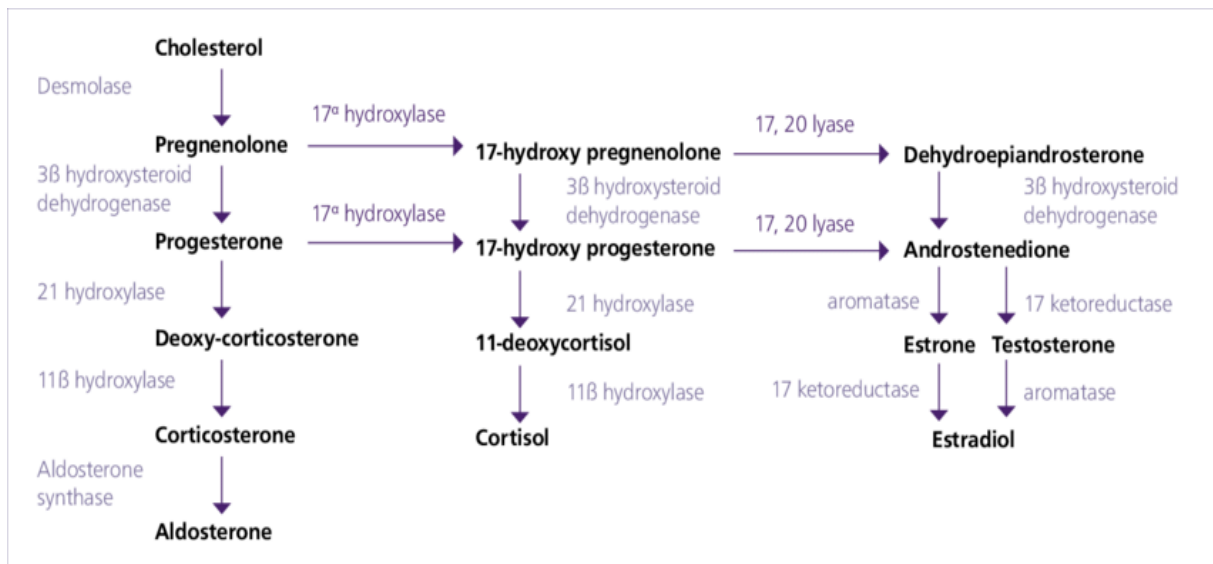 Cholesterol
Desmolase
17ᵅ hydroxylase
17, 20 lyase
Pregnenolone
17-hydroxy pregnenolone
Dehydroepiandrosterone
3ß hydroxysteroid
dehydrogenase
3ß hydroxysteroid
dehydrogenase
3ß hydroxysteroid
dehydrogenase
17ᵅ hydroxylase
17, 20 lyase
Progesterone
17-hydroxy progesterone
Androstenedione
21 hydroxylase
21 hydroxylase
aromatase
17 ketoreductase
Deoxy-corticosterone
11-deoxycortisol
Estrone
Testosterone
11ß hydroxylase
11ß hydroxylase
17 ketoreductase
aromatase
Corticosterone
Cortisol
Estradiol
Aldosterone
synthase
Aldosterone